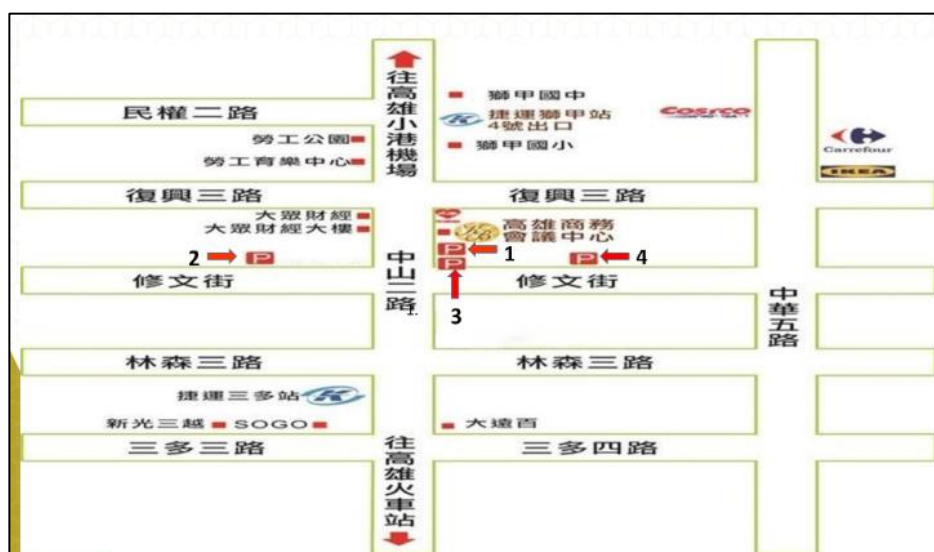 往高雄小港機場
獅甲國中
民權二路
捷運獅甲站
4號出口
COSTCO
勞工公園
獅甲國小
勞工育樂中心
Carrefour
IKEA
復興三路
復興三路
大眾財經
大眾財經大樓
高雄商務
會議中心
1
2
P
P
P
P
4
中山二路
修文街
修文街
中華五路
1.
3
林森三路
林森三路
捷運三多站
新光三越
SOGO
大遠百
三多三路
三多四路
往高雄火車站